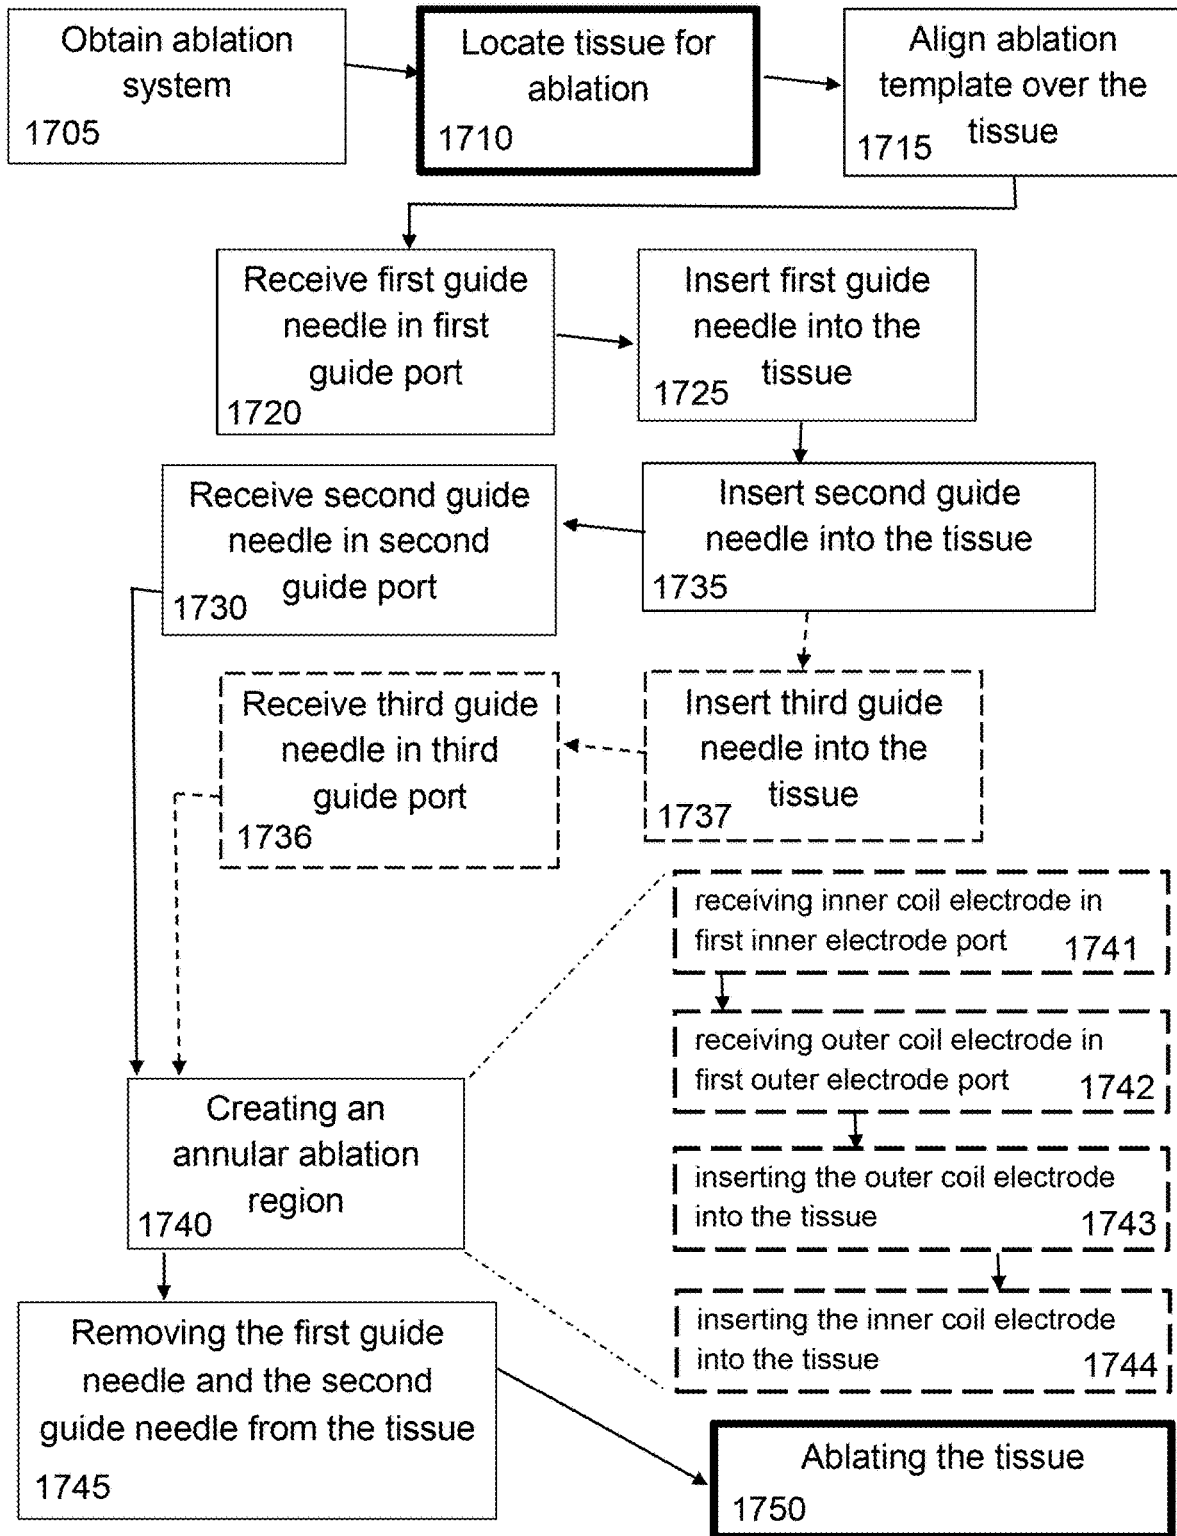 Obtain ablation
system
1705
Locate tissue for
ablation
1710
Align ablation
template over the
tissue
1715
Receive first guide
needle in first
guide port
1720
Insert first guide
needle into the
tissue
1725
Receive second guide
needle in second
guide port
1730
Insert second guide
needle into the tissue
1735
Receive third guide
needle in third
guide port
1736
Insert third guide
needle into the
tissue
1737
receiving inner coil electrode in
first inner electrode port 1741
receiving outer coil electrode in
first outer electrode port 1742
inserting the outer coil electrode
into the tissue 1743
inserting the inner coil electrode
into the tissue 1744
Creating an
annular ablation
region
1740
Removing the first guide
needle and the second
guide needle from the tissue
1745
Ablating the tissue
1750